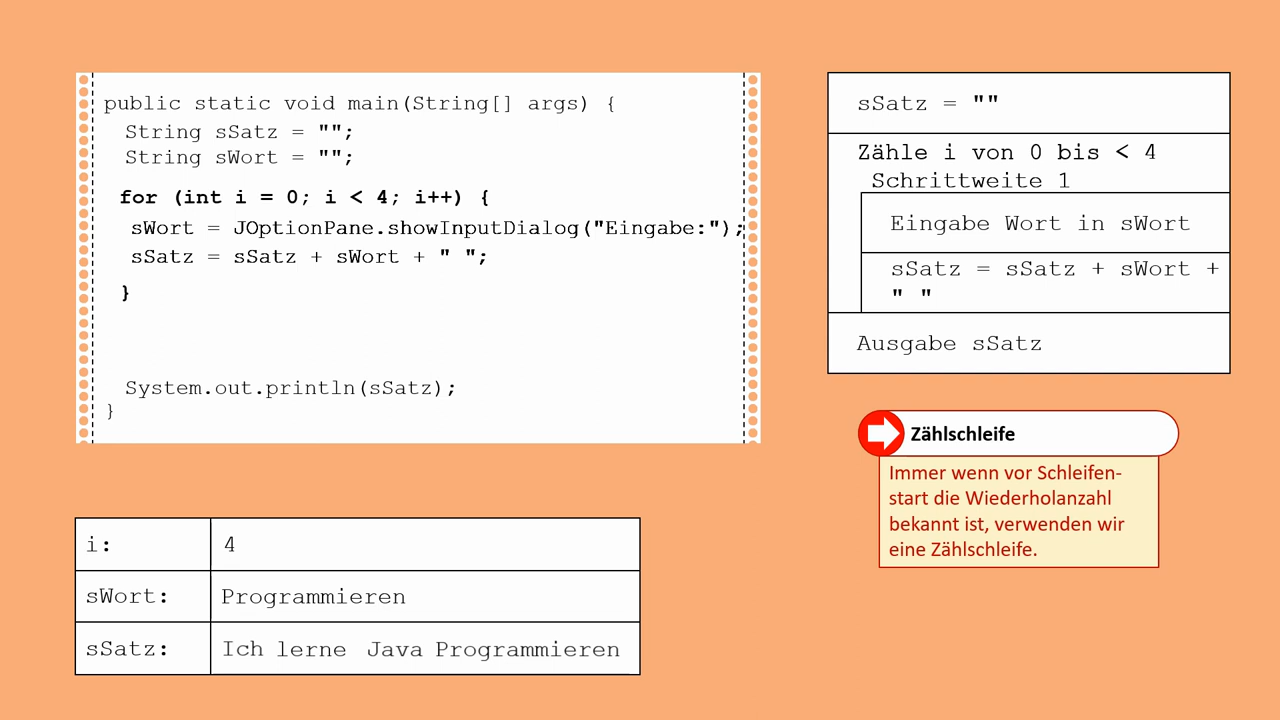 public static void main(String[] args) {
String sSatz = "";
String sWort = "";
for (int i = 0; i < 4; i++) {
sWort = JOptionPane.showInputDialog("Eingabe:");
sSatz = sSatz + sWort + " ";
}
System.out.println(sSatz);
}
sSatz = ""
Zähle i von 0 bis < 4
Schrittweite 1
Eingabe Wort in sWort
sSatz = sSatz + sWort +
" "
Ausgabe sSatz
Zählschleife
Immer wenn vor Schleifen-
start die Wiederholanzahl
bekannt ist, verwenden wir
eine Zählschleife.
i: 4
sWort: Programmieren
sSatz: Ich lerne Java Programmieren